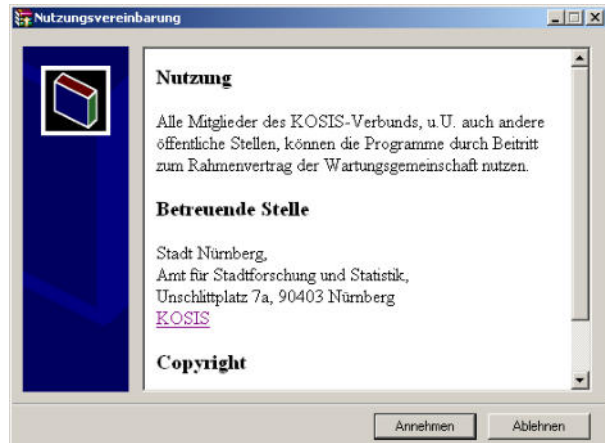 Nutzungsvereinbarung
Nutzung
Alle Mitglieder des KOSIS-Verbunds, u.U. auch andere
öffentliche Stellen, können die Programme durch Beitritt
zum Rahmenvertrag der Wartungsgemeinschaft nutzen.
Betreuende Stelle
Stadt Nürnberg,
Amt für Stadtforschung und Statistik,
Unschlittplatz 7a, 90403 Nürnberg
KOSIS
Copyright
Annehmen
Ablehnen